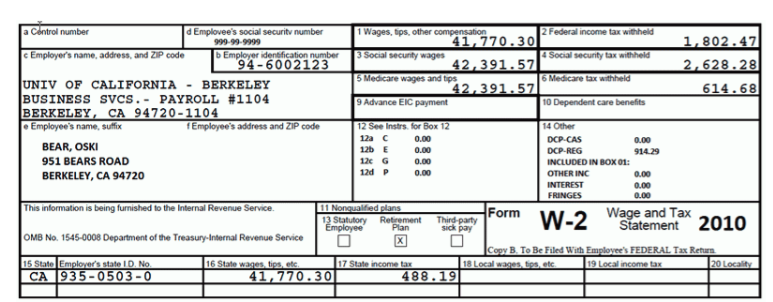 a Control number d Employee's social security number 1 Wages, tips, other compensation 2 Federal income tax withheld
999-99-9999 41,770.30 1,802.47
c Employer's name, address, and ZIP code b Employer identification number 3 Social security wages 4 Social security tax withheld
94-6002123 42,391.57 2,628.28
UNIV OF CALIFORNIA - BERKELEY 5 Medicare wages and tips 6 Medicare tax withheld
42,391.57 614.68
BUSINESS SVCS.- PAYROLL #1104 9 Advance EIC payment 10 Dependent care benefits
BERKELEY, CA 94720-1104
e Employee's name, suffix f Employee's address and ZIP code 12 See Instrs. for Box 12 14 Other
12a C 0.00 DCP-CAS 0.00
BEAR, OSKI 12b E 0.00 DCP-REG 914.29
951 BEARS ROAD 12c G 0.00 INCLUDED IN BOX 01:
BERKELEY, CA 94720 12d P 0.00 OTHER INC 0.00
INTEREST 0.00
FRINGES 0.00
This information is being furnished to the Internal Revenue Service. 11 Nonqualified plans
13 Statutory Employee Retirement Plan Third-party sick pay
X
Form W-2 Wage and Tax Statement 2010
OMB No. 1545-0008 Department of the Treasury-Internal Revenue Service
Copy B. To Be Filed With Employee's FEDERAL Tax Return.
15 State Employer's state I.D. No. 16 State wages, tips, etc. 17 State income tax 18 Local wages, tips, etc. 19 Local income tax 20 Locality
CA 935-0503-0 41,770.30 488.19